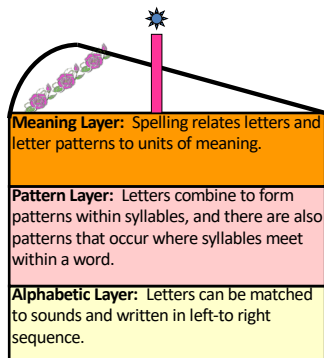 Meaning Layer: Spelling relates letters and
letter patterns to units of meaning.
Pattern Layer: Letters combine to form
patterns within syllables, and there are also
patterns that occur where syllables meet
within a word.
Alphabetic Layer: Letters can be matched
to sounds and written in left-to right
sequence.